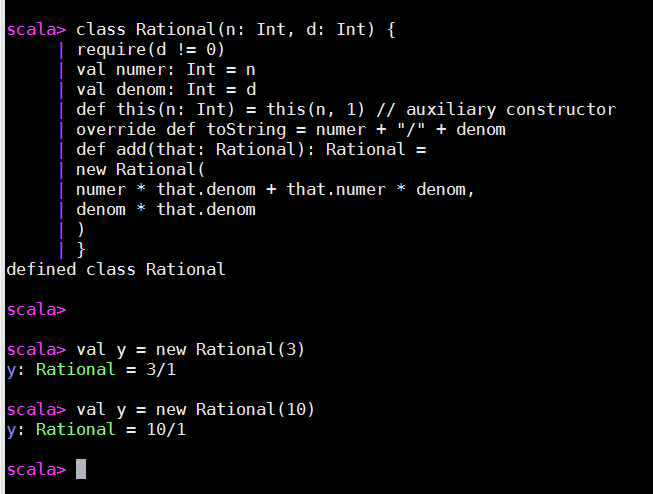 scala> class Rational(n: Int, d: Int) {
| require(d != 0)
| val numer: Int = n
| val denom: Int = d
| def this(n: Int) = this(n, 1) // auxiliary constructor
| override def toString = numer + "/" + denom
| def add(that: Rational): Rational =
| new Rational(
| numer * that.denom + that.numer * denom,
| denom * that.denom
| )
| }
defined class Rational
scala>
scala> val y = new Rational(3)
y: Rational = 3/1
scala> val y = new Rational(10)
y: Rational = 10/1
scala>